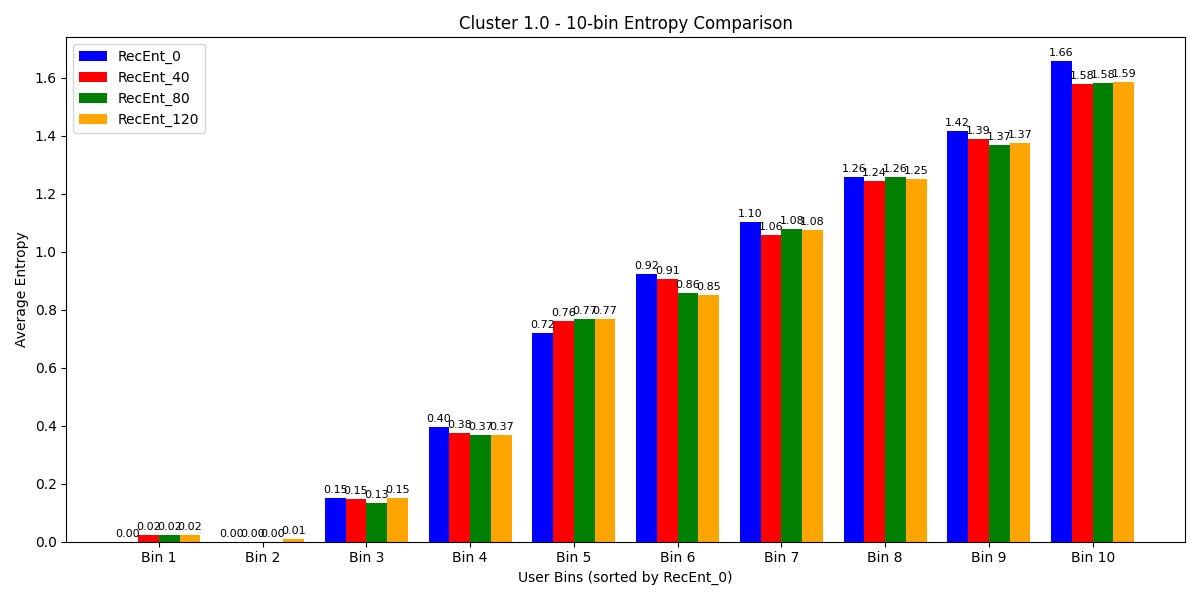 Cluster 1.0 - 10-bin Entropy Comparison
RecEnt_0
RecEnt_40
RecEnt_80
RecEnt_120
Average Entropy
1.6
1.4
1.2
1.0
0.8
0.6
0.4
0.2
0.0
0.00 0.02 0.02 0.02
0.00 0.00 0.00 0.01
0.15 0.15 0.13 0.15
0.40 0.38 0.37 0.37
0.72 0.76 0.77 0.77
0.92 0.91 0.86 0.85
1.10 1.06 1.08 1.08
1.26 1.24 1.26 1.25
1.42 1.39 1.37 1.37
1.66 1.58 1.58 1.59
Bin 1 Bin 2 Bin 3 Bin 4 Bin 5 Bin 6 Bin 7 Bin 8 Bin 9 Bin 10
User Bins (sorted by RecEnt_0)